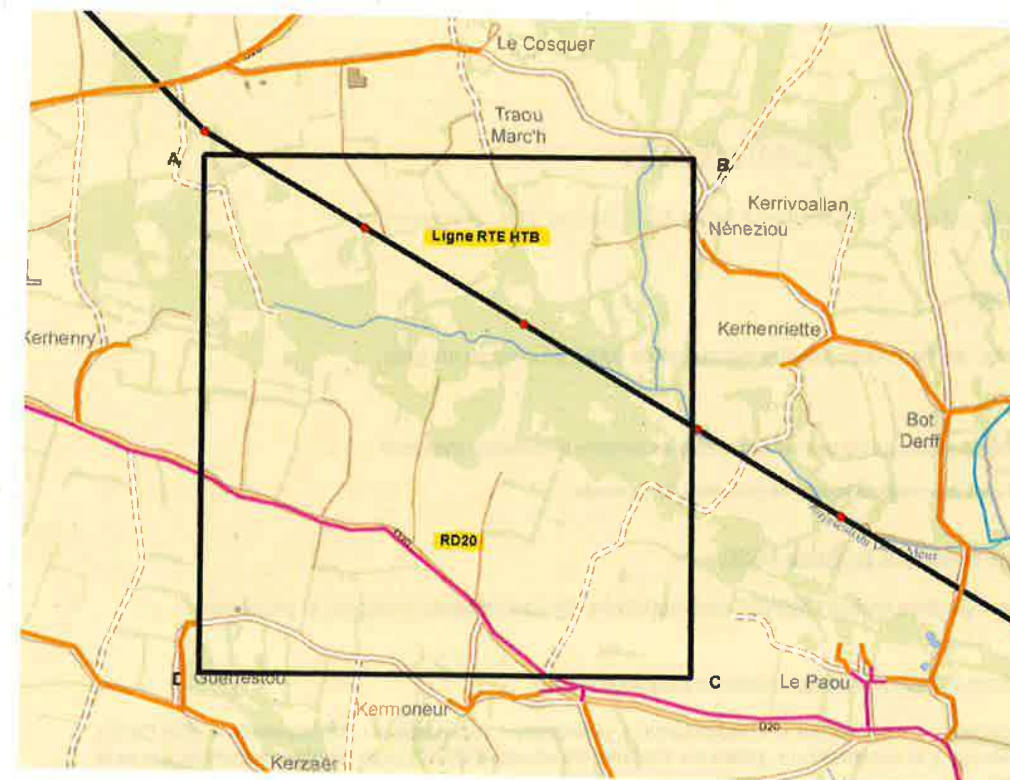 Le Cosquer
Traou
Marc'h
A
B
Kerrivoallan
Néneziou
Ligne RTE HTB
Kerhenry
Kerhenriette
Bot
Derff
RD20
D20
Guerrestou
C
Le Paou
Kermoneur
D20
Kerzaër